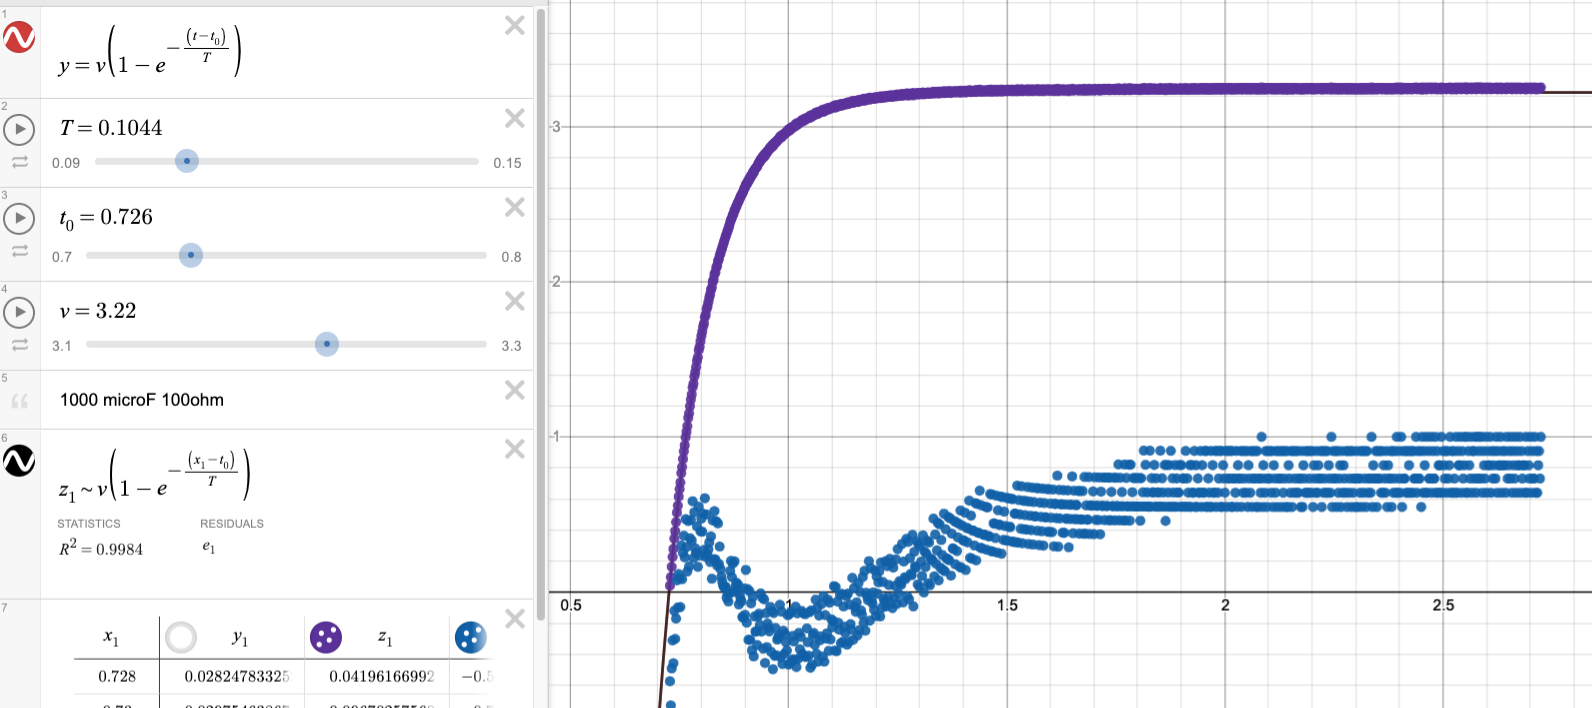 1
y = v(1 − e^(−(t−t₀)/T))
2
T = 0.1044
0.09 0.15
3
t₀ = 0.726
0.7 0.8
4
v = 3.22
3.1 3.3
5
1000 microF 100ohm
6
z₁ ~ v(1 − e^(−(x₁−t₀)/T))
STATISTICS RESIDUALS
R² = 0.9984 e₁
7
x₁ y₁ z₁
0.728 0.02824783325 0.04196166992 −0.5
3
2
1
0.5 1 1.5 2 2.5